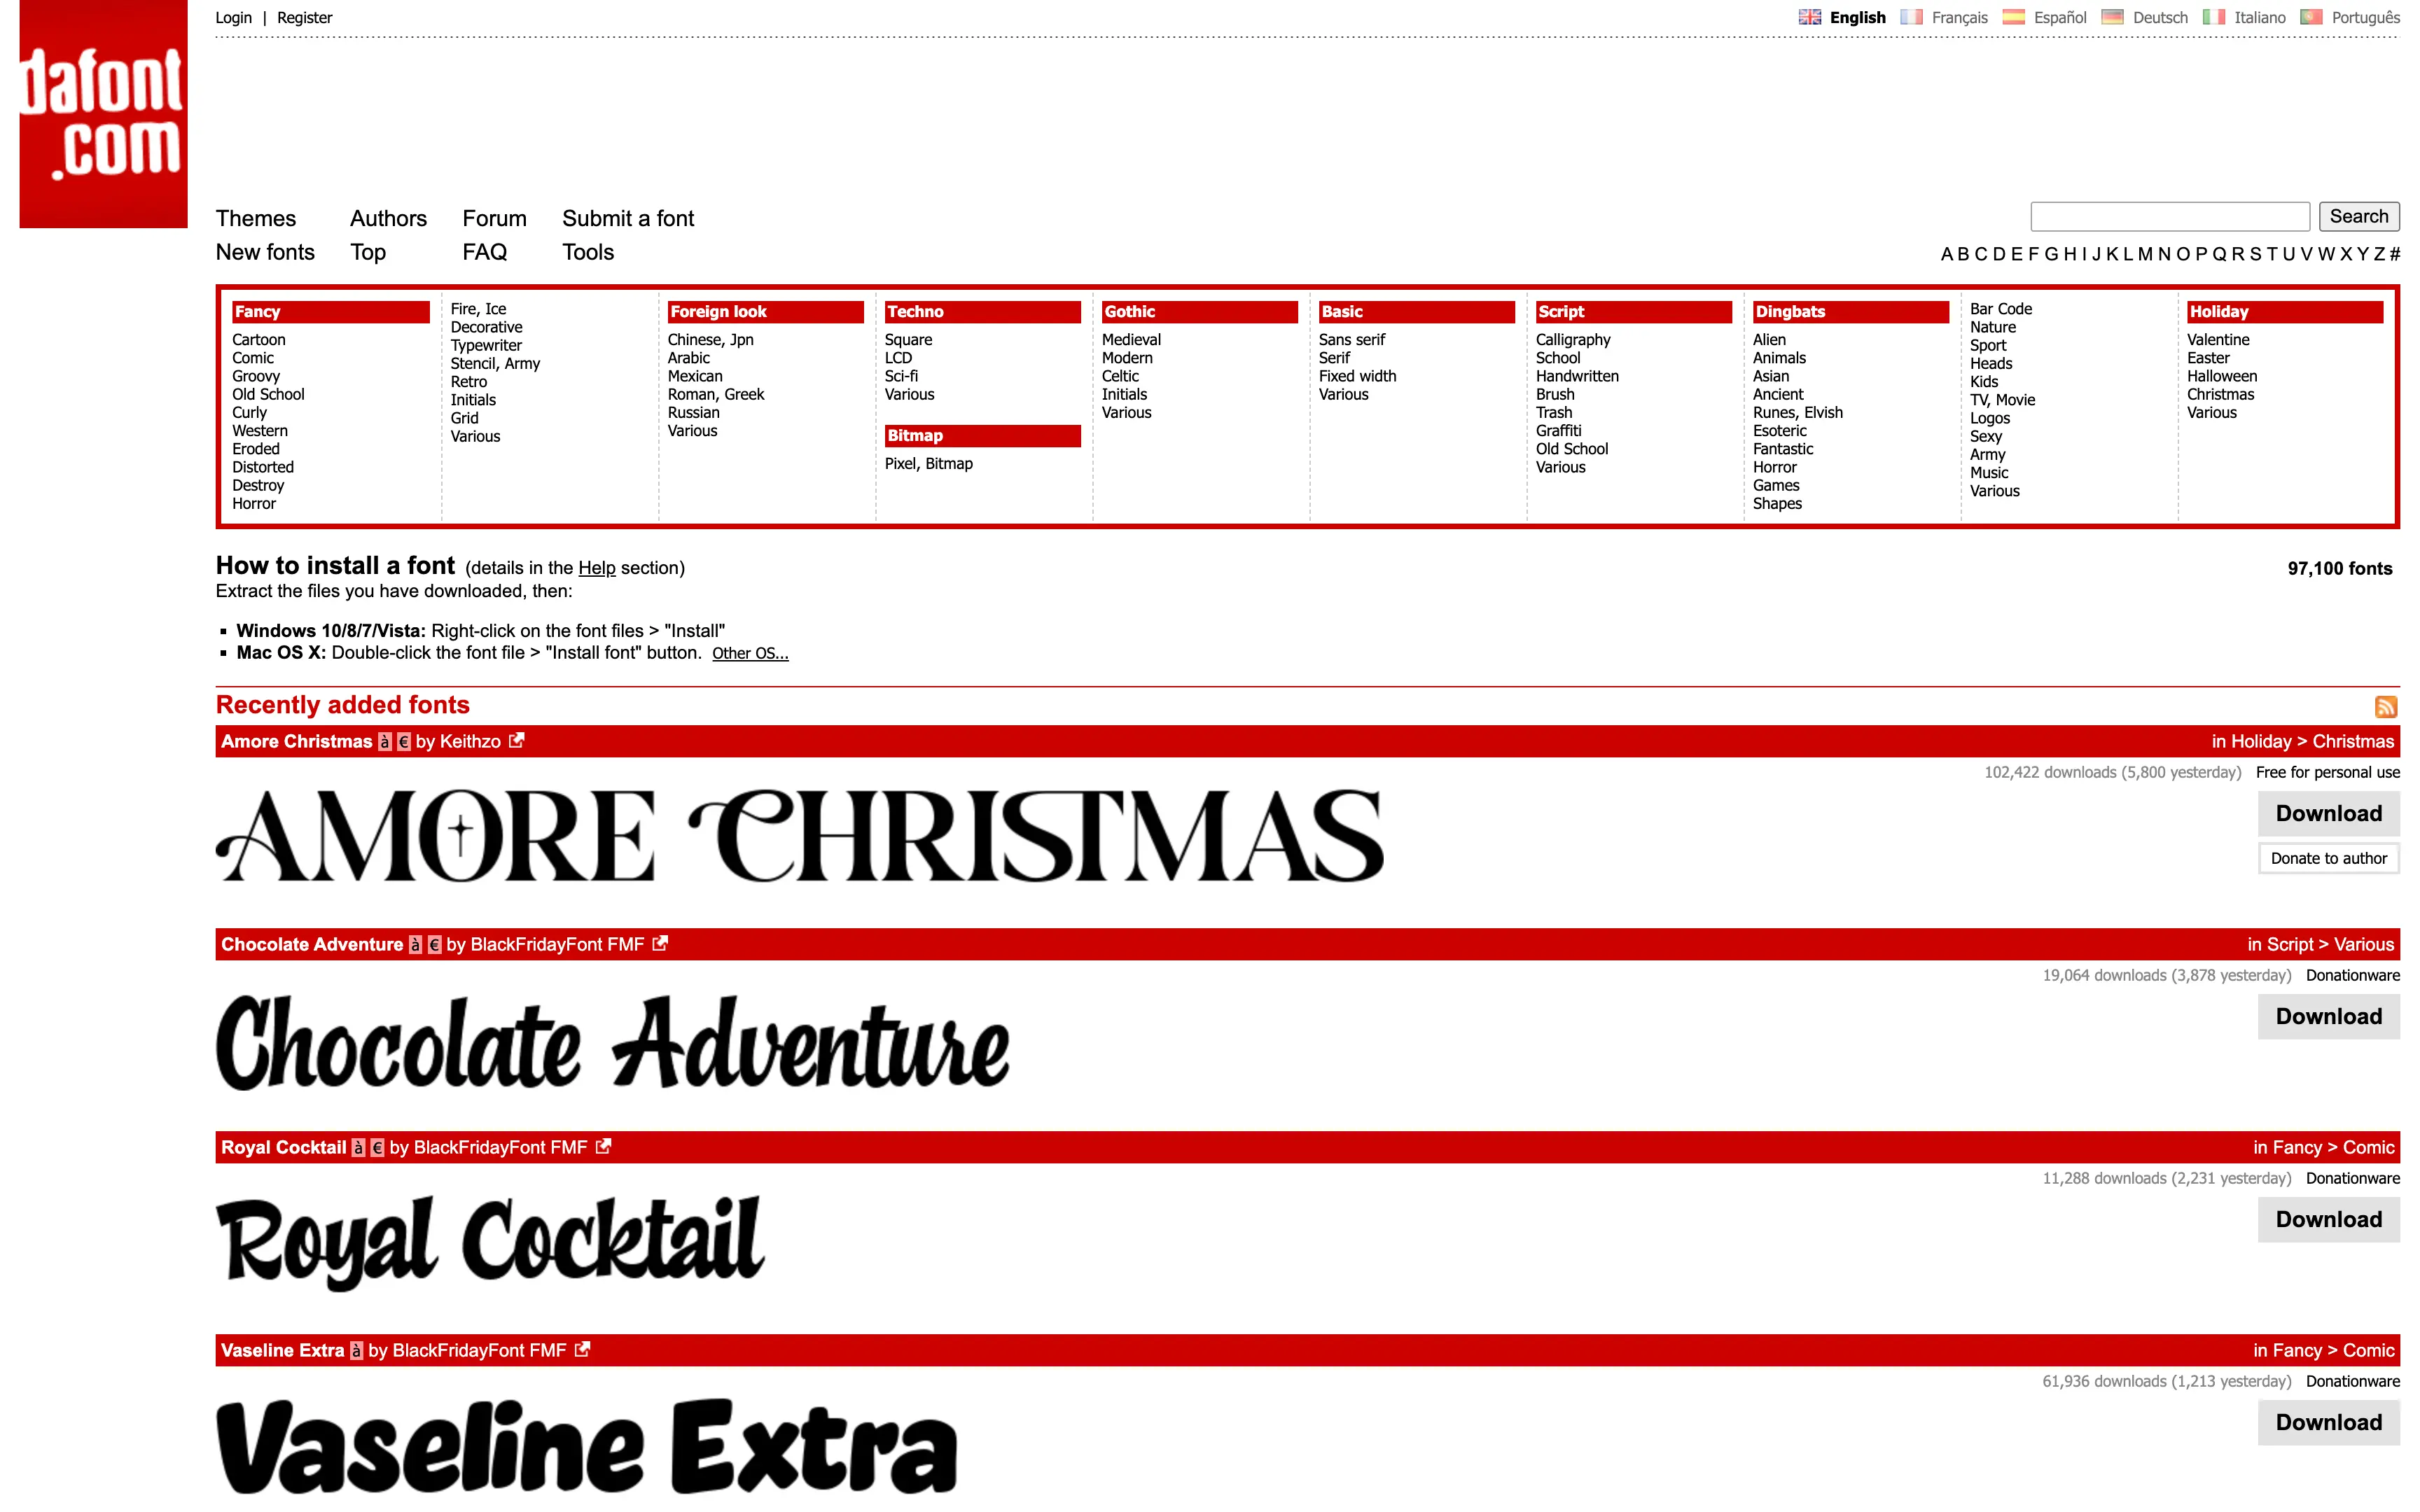 dafont
.com
Login | Register
English Français Español Deutsch Italiano Português
Themes Authors Forum Submit a font
New fonts Top FAQ Tools
Search
A B C D E F G H I J K L M N O P Q R S T U V W X Y Z #
Fancy
Cartoon
Comic
Groovy
Old School
Curly
Western
Eroded
Distorted
Destroy
Horror
Fire, Ice
Decorative
Typewriter
Stencil, Army
Retro
Initials
Grid
Various
Foreign look
Chinese, Jpn
Arabic
Mexican
Roman, Greek
Russian
Various
Techno
Square
LCD
Sci-fi
Various
Bitmap
Pixel, Bitmap
Gothic
Medieval
Modern
Celtic
Initials
Various
Basic
Sans serif
Serif
Fixed width
Various
Script
Calligraphy
School
Handwritten
Brush
Trash
Graffiti
Old School
Various
Dingbats
Alien
Animals
Asian
Ancient
Runes, Elvish
Esoteric
Fantastic
Horror
Games
Shapes
Bar Code
Nature
Sport
Heads
Kids
TV, Movie
Logos
Sexy
Army
Music
Various
Holiday
Valentine
Easter
Halloween
Christmas
Various
How to install a font (details in the Help section)
97,100 fonts
Extract the files you have downloaded, then:
▪ Windows 10/8/7/Vista: Right-click on the font files > "Install"
▪ Mac OS X: Double-click the font file > "Install font" button. Other OS...
Recently added fonts
Amore Christmas à € by Keithzo
in Holiday > Christmas
102,422 downloads (5,800 yesterday) Free for personal use
AMORE CHRISTMAS
Download
Donate to author
Chocolate Adventure à € by BlackFridayFont FMF
in Script > Various
19,064 downloads (3,878 yesterday) Donationware
Chocolate Adventure
Download
Royal Cocktail à € by BlackFridayFont FMF
in Fancy > Comic
11,288 downloads (2,231 yesterday) Donationware
Royal Cocktail
Download
Vaseline Extra à by BlackFridayFont FMF
in Fancy > Comic
61,936 downloads (1,213 yesterday) Donationware
Vaseline Extra
Download